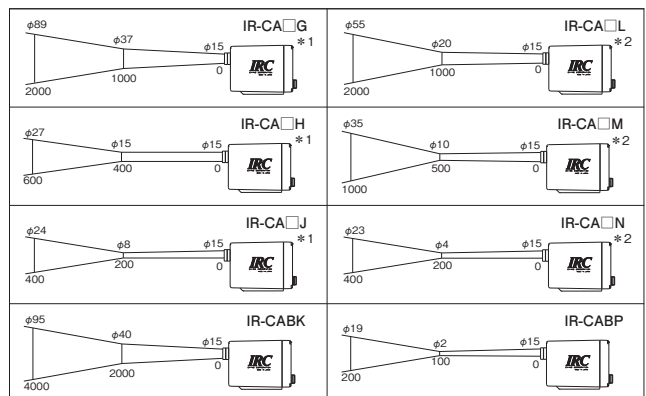 φ89
φ37
φ15
IR-CA□G
*1
2000
1000
0
IRC
φ55
φ20
φ15
IR-CA□L
*2
2000
1000
0
IRC
φ27
φ15
φ15
IR-CA□H
*1
600
400
0
IRC
φ35
φ10
φ15
IR-CA□M
*2
1000
500
0
IRC
φ24
φ8
φ15
IR-CA□J
*1
400
200
0
IRC
φ23
φ4
φ15
IR-CA□N
*2
400
200
0
IRC
φ95
φ40
φ15
IR-CABK
4000
2000
0
IRC
φ19
φ2
φ15
IR-CABP
200
100
0
IRC